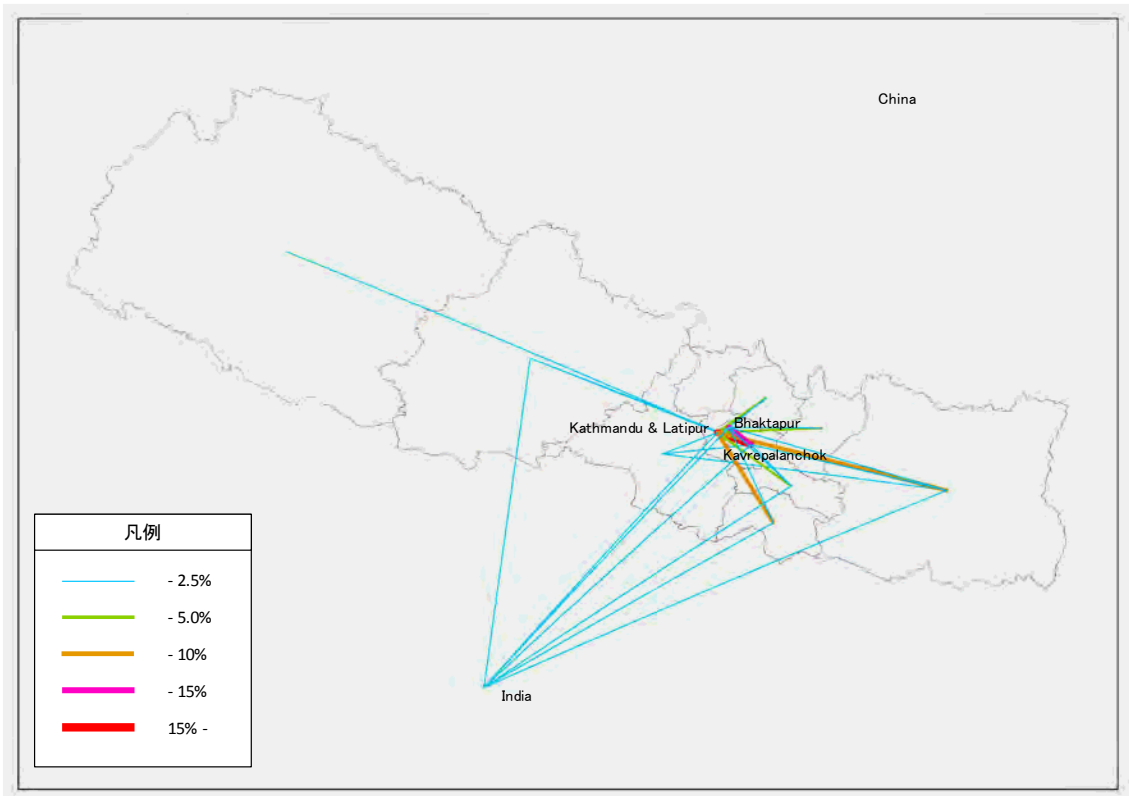 China
Kathmandu & Latipur
Bhaktapur
Kavrepalanchok
India
凡例
- 2.5%
- 5.0%
- 10%
- 15%
15% -